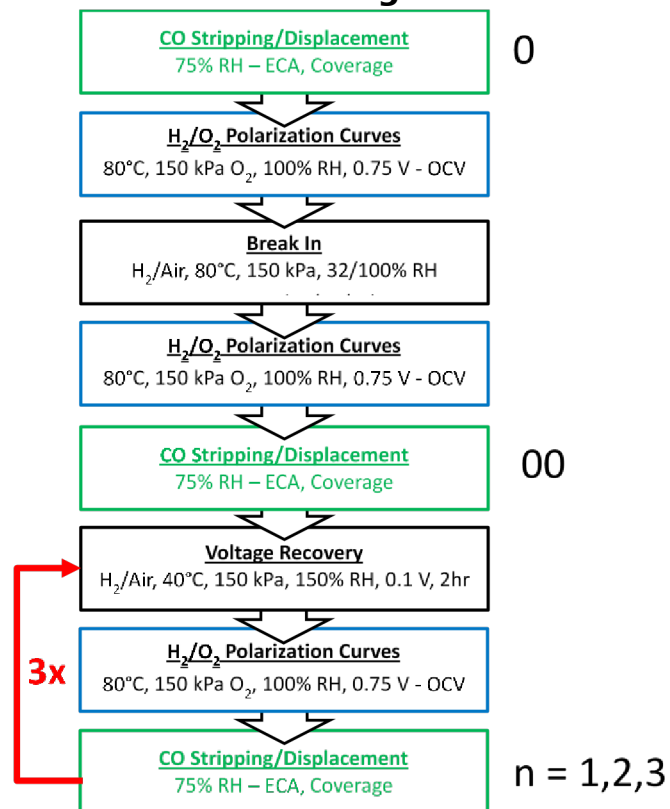 CO Stripping/Displacement
75% RH – ECA, Coverage
0
H₂/O₂ Polarization Curves
80°C, 150 kPa O₂, 100% RH, 0.75 V - OCV
Break In
H₂/Air, 80°C, 150 kPa, 32/100% RH
H₂/O₂ Polarization Curves
80°C, 150 kPa O₂, 100% RH, 0.75 V - OCV
CO Stripping/Displacement
75% RH – ECA, Coverage
00
Voltage Recovery
H₂/Air, 40°C, 150 kPa, 150% RH, 0.1 V, 2hr
H₂/O₂ Polarization Curves
80°C, 150 kPa O₂, 100% RH, 0.75 V - OCV
3x
CO Stripping/Displacement
75% RH – ECA, Coverage
n = 1,2,3